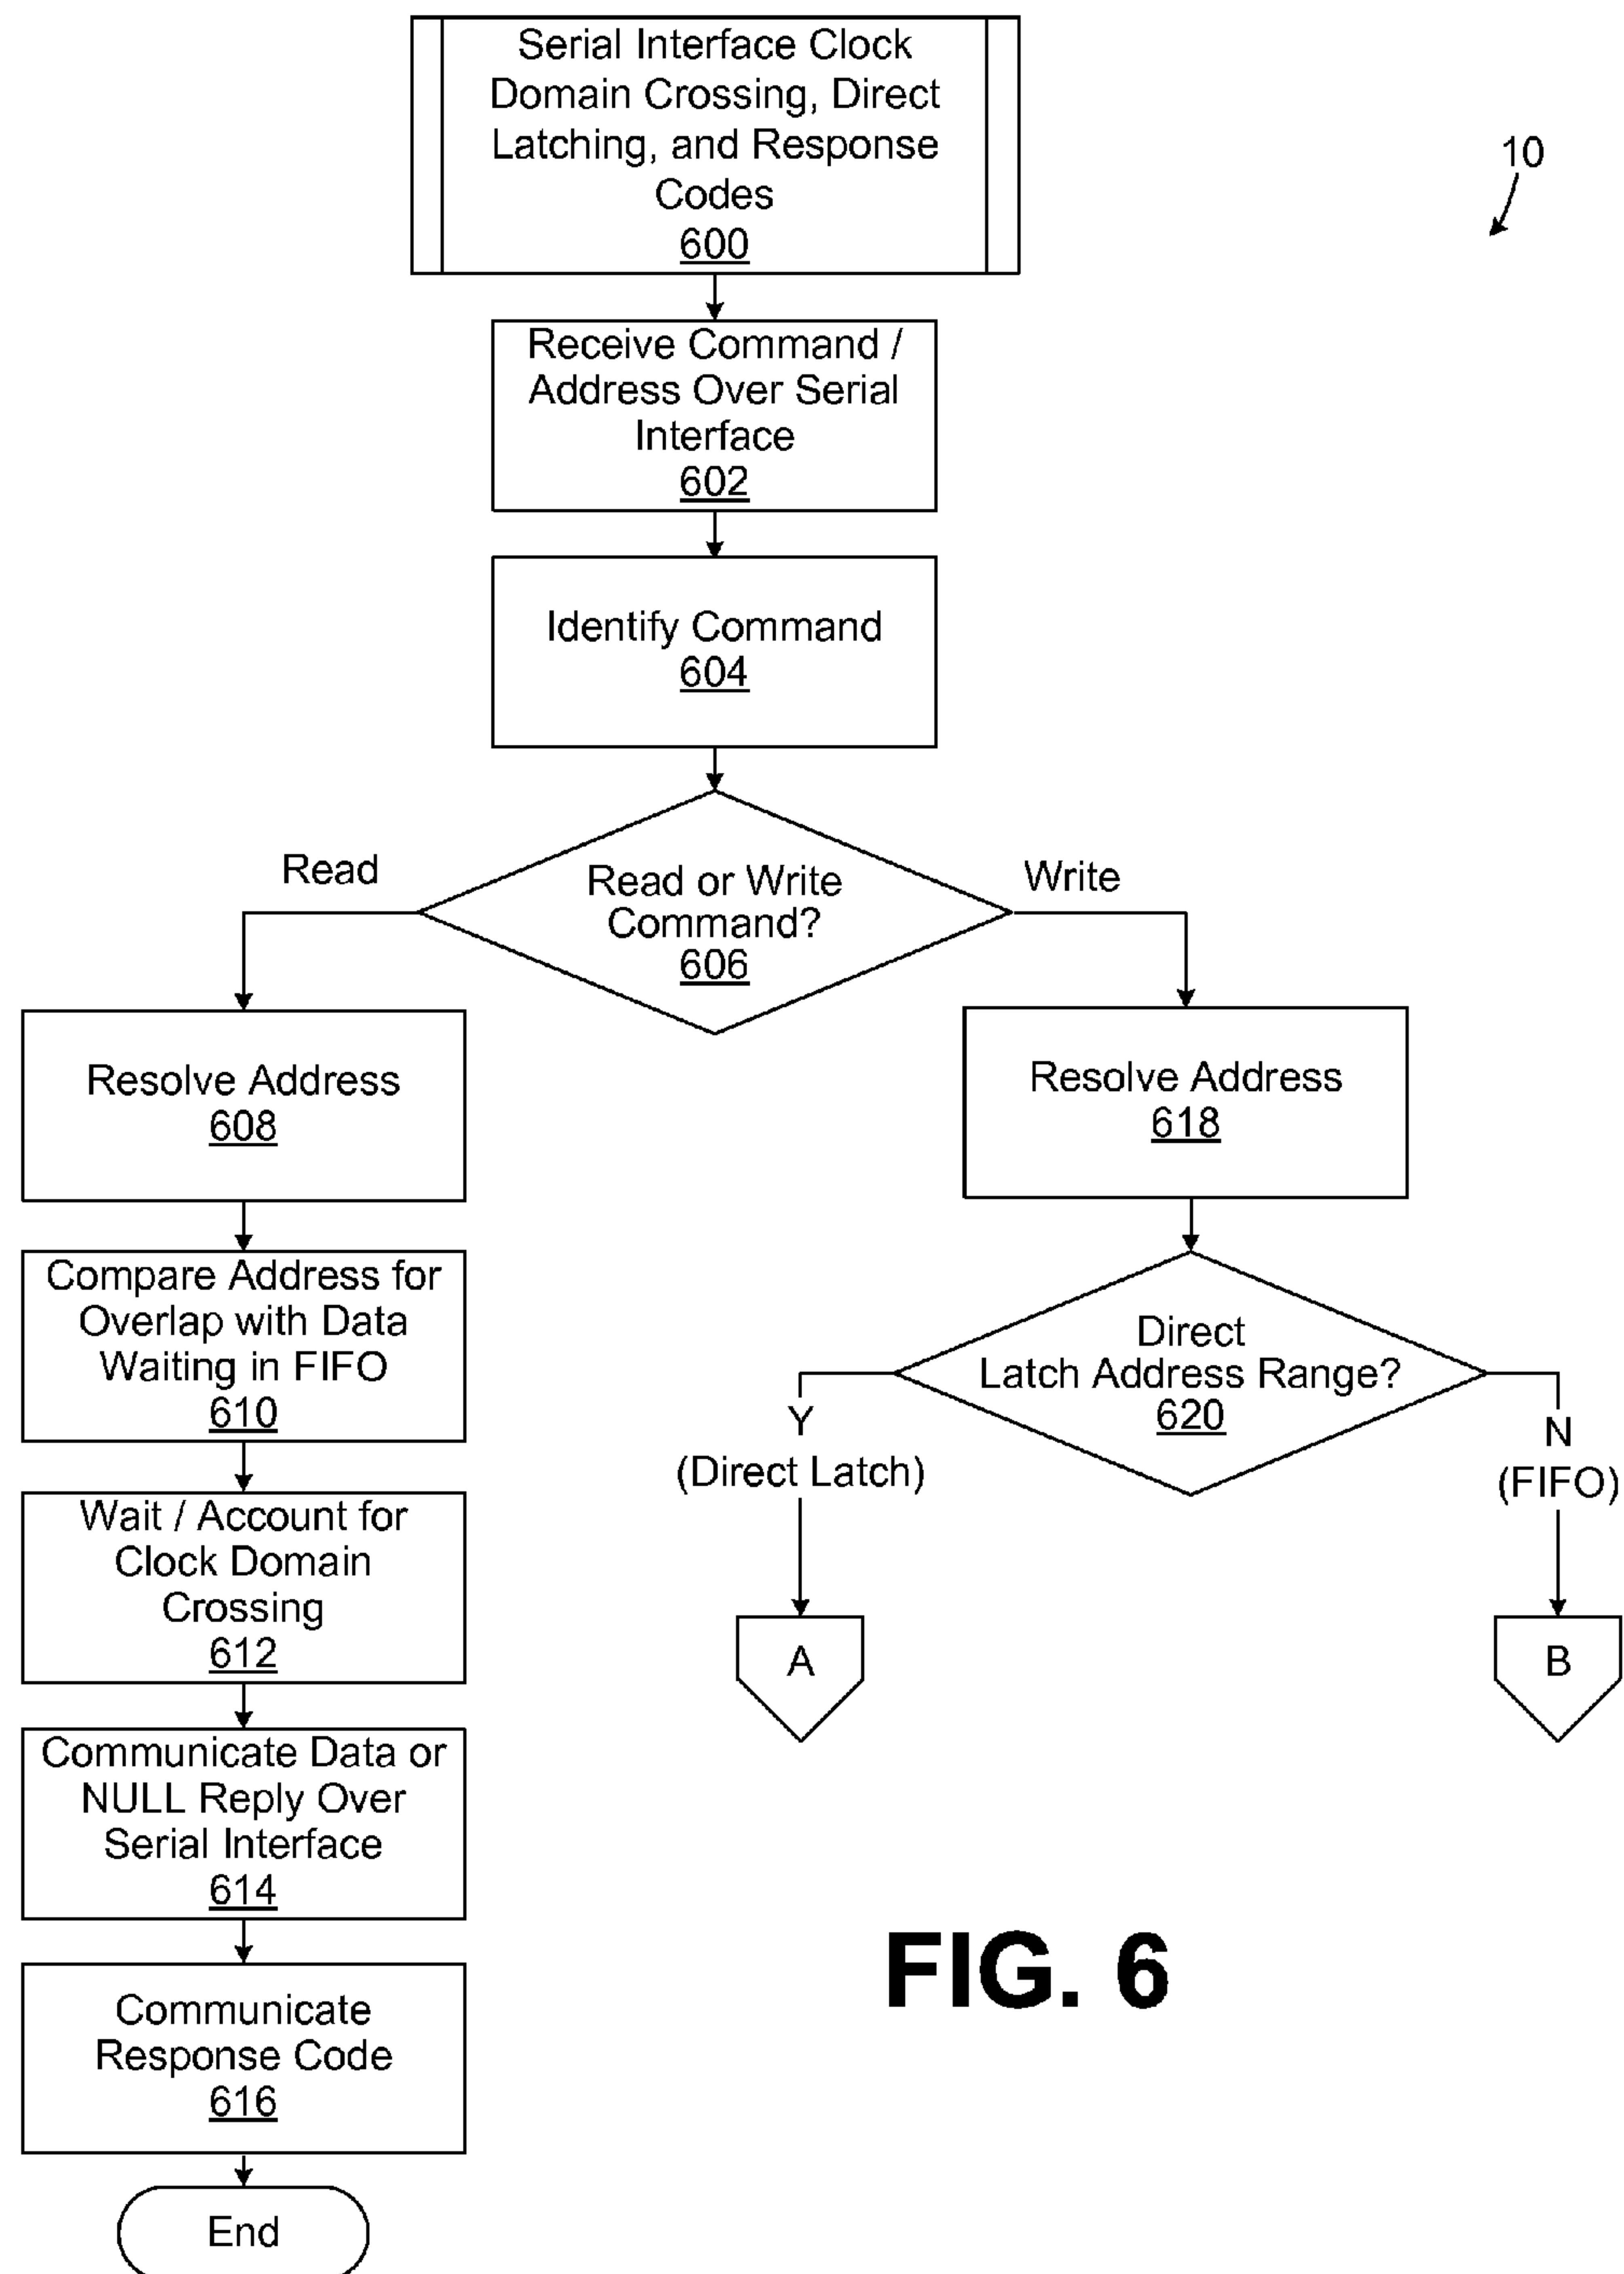 Serial Interface Clock
Domain Crossing, Direct
Latching, and Response
Codes
600
10
Receive Command /
Address Over Serial
Interface
602
Identify Command
604
Read
Read or Write
Command?
606
Write
Resolve Address
608
Resolve Address
618
Compare Address for
Overlap with Data
Waiting in FIFO
610
Direct
Latch Address Range?
620
Y
(Direct Latch)
N
(FIFO)
Wait / Account for
Clock Domain
Crossing
612
A
B
Communicate Data or
NULL Reply Over
Serial Interface
614
Communicate
Response Code
616
End
FIG. 6